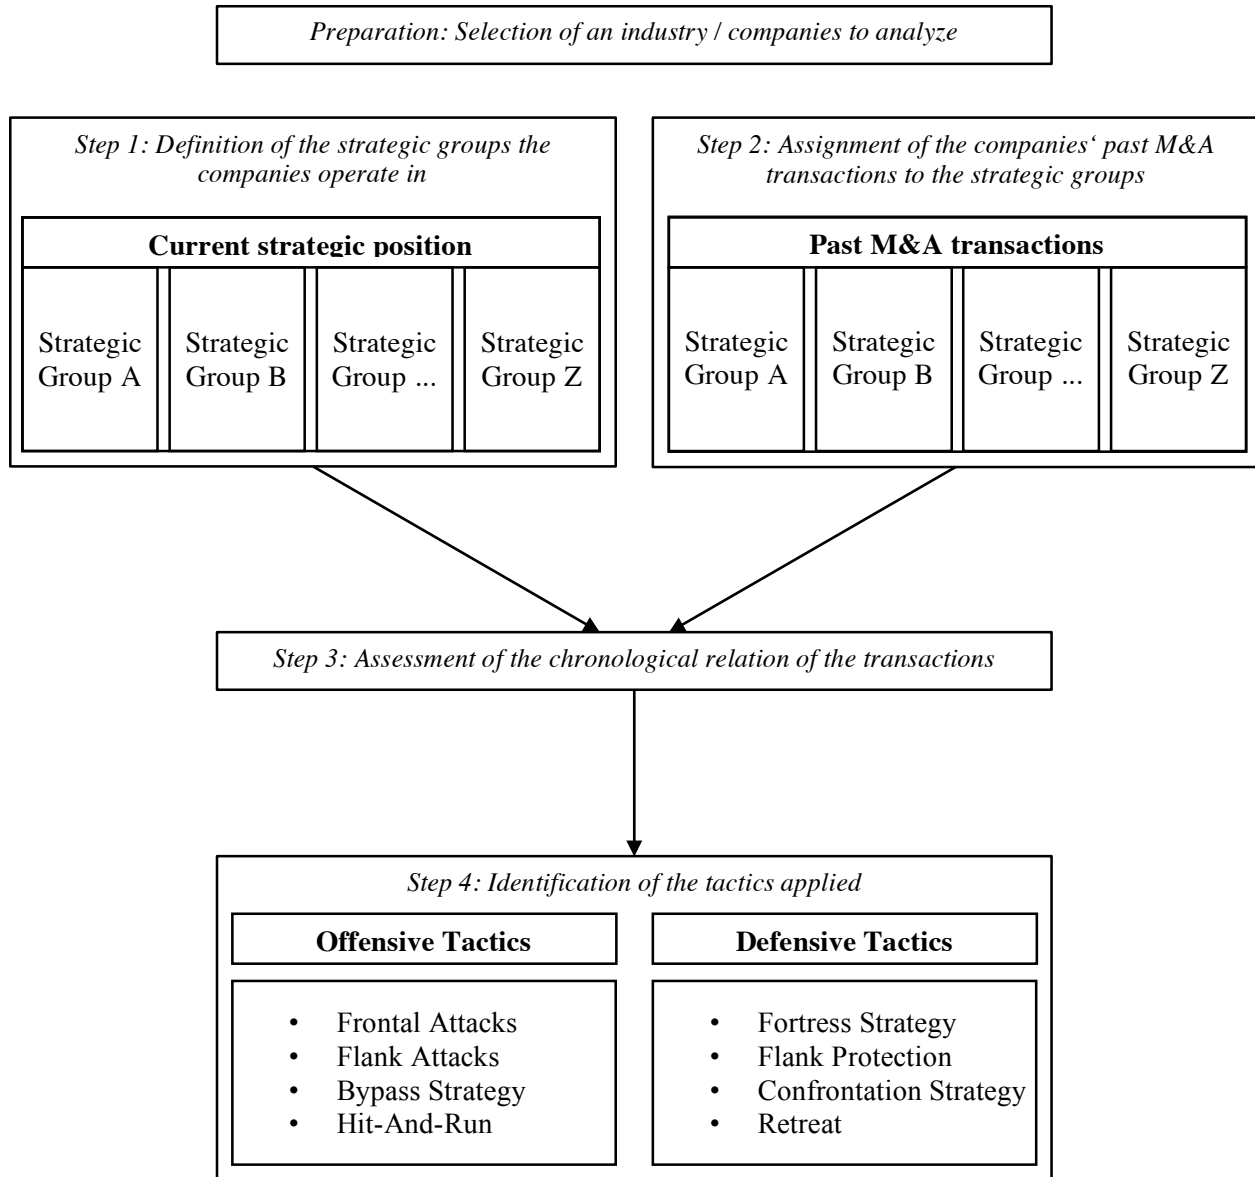 Preparation: Selection of an industry / companies to analyze
Step 1: Definition of the strategic groups the
companies operate in
Current strategic position
Strategic
Group A
Strategic
Group B
Strategic
Group ...
Strategic
Group Z
Step 2: Assignment of the companies‘ past M&A
transactions to the strategic groups
Past M&A transactions
Strategic
Group A
Strategic
Group B
Strategic
Group ...
Strategic
Group Z
Step 3: Assessment of the chronological relation of the transactions
Step 4: Identification of the tactics applied
Offensive Tactics
• Frontal Attacks
• Flank Attacks
• Bypass Strategy
• Hit-And-Run
Defensive Tactics
• Fortress Strategy
• Flank Protection
• Confrontation Strategy
• Retreat